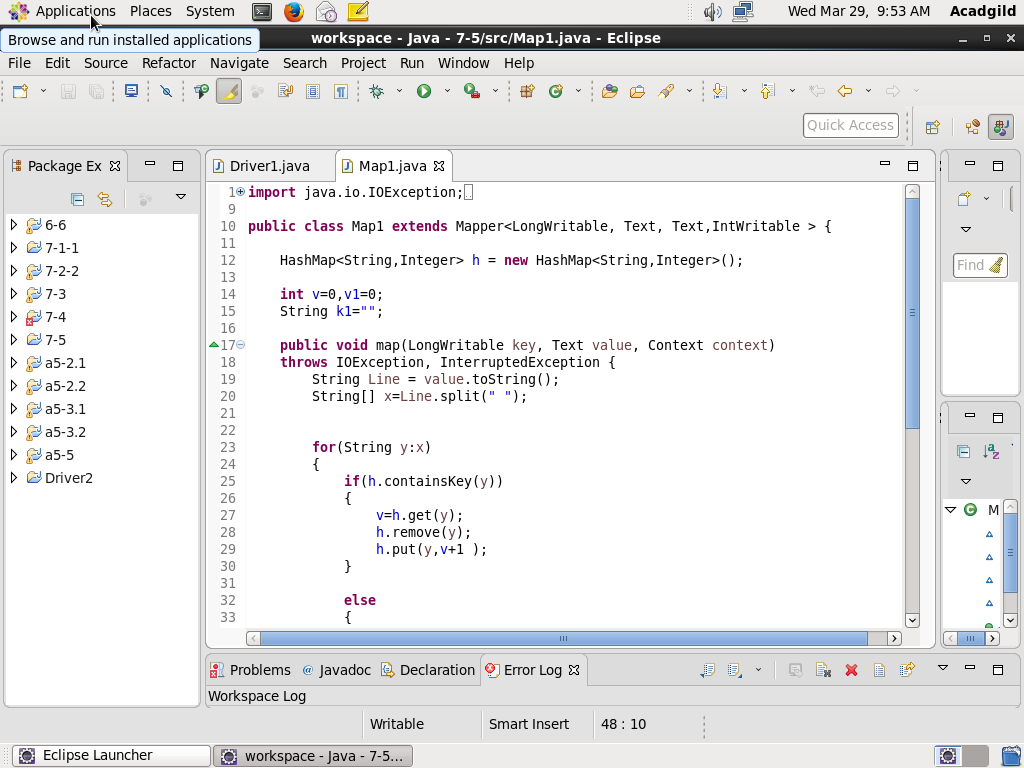 Applications Places System Wed Mar 29, 9:53 AM Acadgild
Browse and run installed applications
workspace - Java - 7-5/src/Map1.java - Eclipse
File Edit Source Refactor Navigate Search Project Run Window Help
Quick Access
Package Ex
Driver1.java Map1.java
6-6
7-1-1
7-2-2
7-3
7-4
7-5
a5-2.1
a5-2.2
a5-3.1
a5-3.2
a5-5
Driver2
1 import java.io.IOException;
9
10 public class Map1 extends Mapper<LongWritable, Text, Text,IntWritable > {
11
12 HashMap<String,Integer> h = new HashMap<String,Integer>();
13
14 int v=0,v1=0;
15 String k1="";
16
17 public void map(LongWritable key, Text value, Context context)
18 throws IOException, InterruptedException {
19 String Line = value.toString();
20 String[] x=Line.split(" ");
21
22
23 for(String y:x)
24 {
25 if(h.containsKey(y))
26 {
27 v=h.get(y);
28 h.remove(y);
29 h.put(y,v+1 );
30 }
31
32 else
33 {
Find
M
Problems @ Javadoc Declaration Error Log
Workspace Log
Writable Smart Insert 48 : 10
Eclipse Launcher workspace - Java - 7-5...